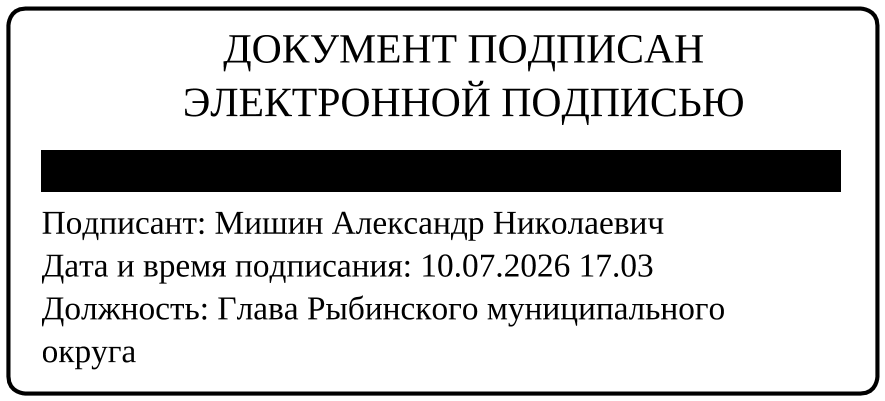 ДОКУМЕНТ ПОДПИСАН
ЭЛЕКТРОННОЙ ПОДПИСЬЮ
Подписант: Мишин Александр Николаевич
Дата и время подписания: 10.07.2026 17.03
Должность: Глава Рыбинского муниципального
округа